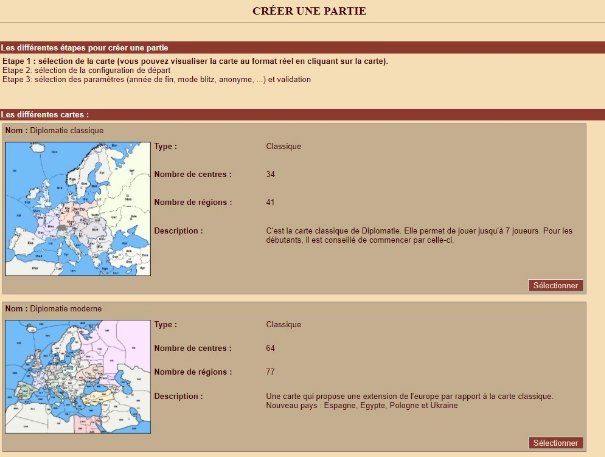 CRÉER UNE PARTIE
Les différentes étapes pour créer une partie
Etape 1 : sélection de la carte (vous pouvez visualiser la carte au format réel en cliquant sur la carte).
Etape 2: sélection de la configuration de départ
Etape 3: sélection des paramètres (année de fin, mode blitz, anonyme, ...) et validation
Les différentes cartes :
Nom : Diplomatie classique
Type : Classique
Nombre de centres : 34
Nombre de régions : 41
Description : C'est la carte classique de Diplomatie. Elle permet de jouer jusqu'à 7 joueurs. Pour les
débutants, il est conseillé de commencer par celle-ci.
Sélectionner
Nom : Diplomatie moderne
Type : Classique
Nombre de centres : 64
Nombre de régions : 77
Description : Une carte qui propose une extension de l'europe par rapport à la carte classique.
Nouveau pays : Espagne, Egypte, Pologne et Ukraine
Sélectionner